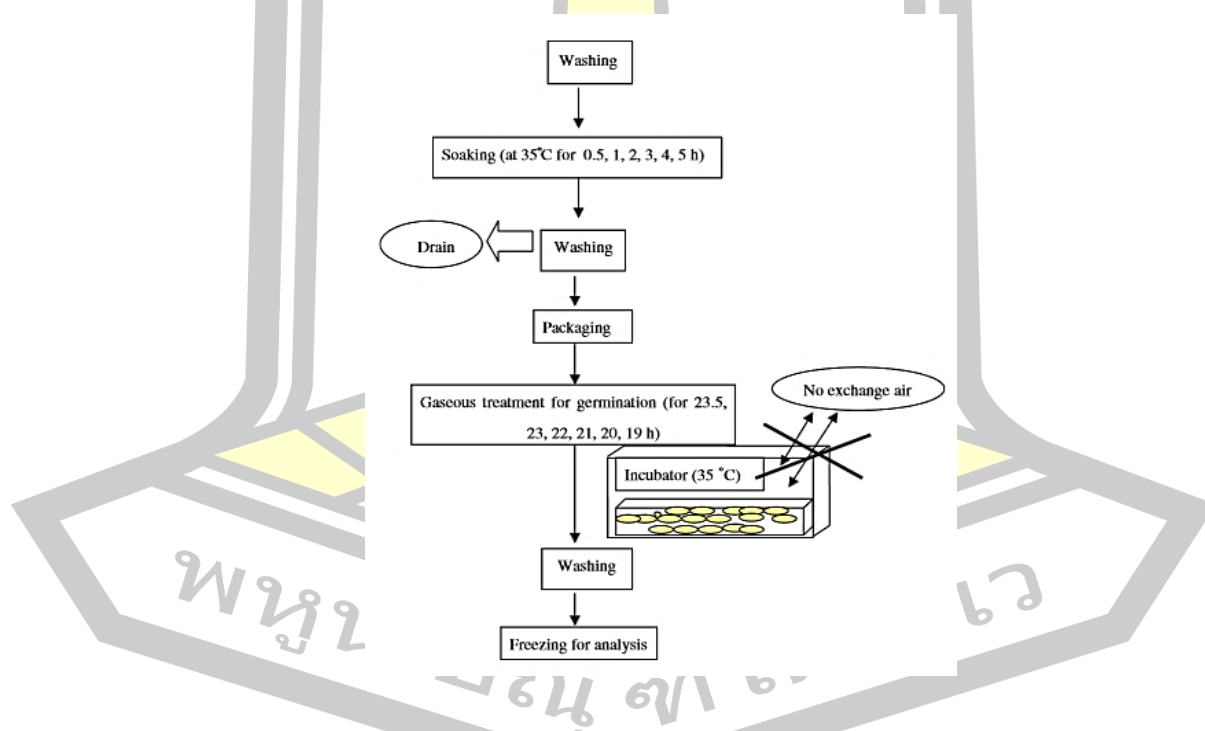 Washing
Soaking (at 35°C for 0.5, 1, 2, 3, 4, 5 h)
Drain
Washing
Packaging
No exchange air
Gaseous treatment for germination (for 23.5,
23, 22, 21, 20, 19 h)
Incubator (35 °C)
Washing
Freezing for analysis